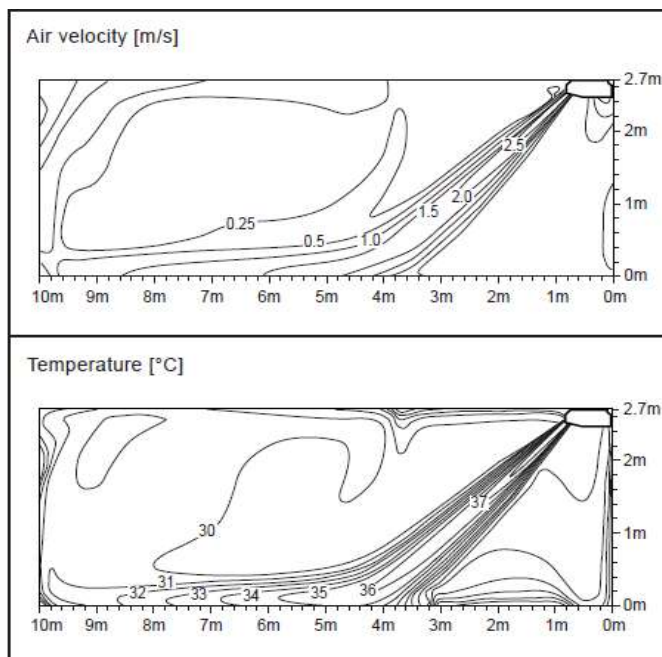 Air velocity [m/s]
2.7m
2m
2.5
2.0
1m
1.5
0.25
0.5
1.0
0m
10m 9m 8m 7m 6m 5m 4m 3m 2m 1m 0m
Temperature [°C]
2.7m
2m
37
1m
30
31
32 33 34 35 36
0m
10m 9m 8m 7m 6m 5m 4m 3m 2m 1m 0m